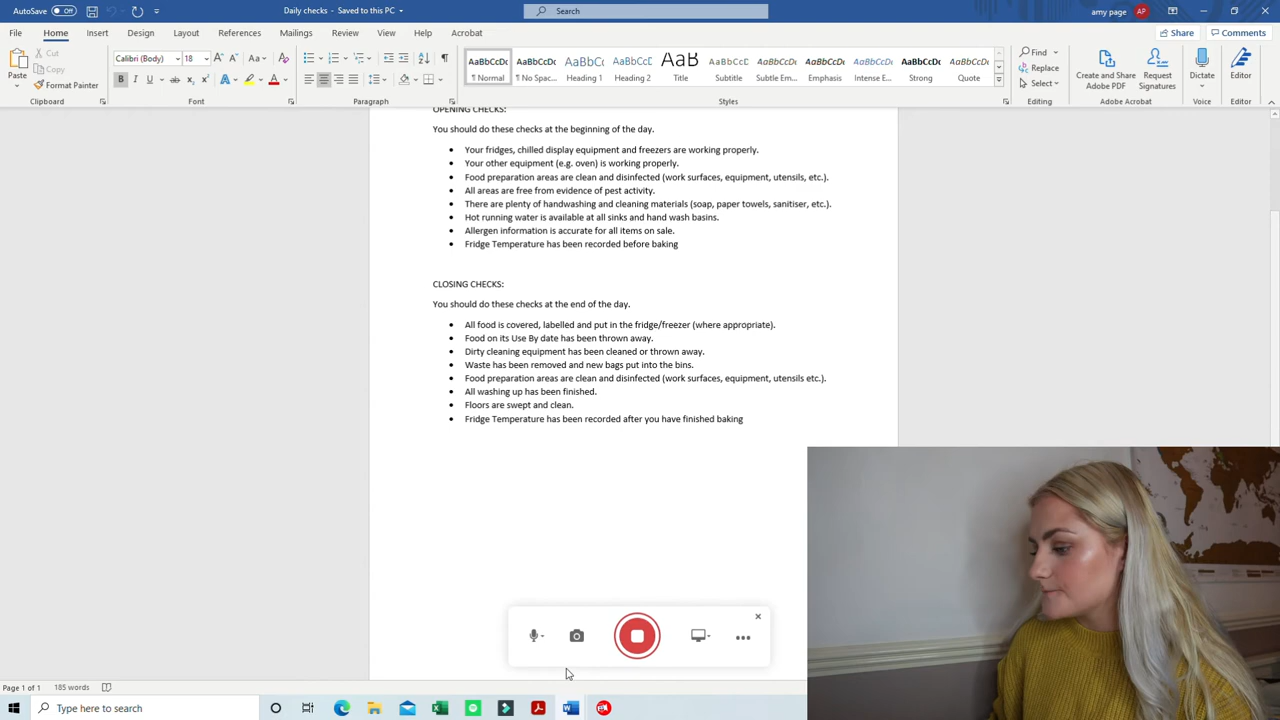 AutoSave Off Daily checks - Saved to this PC Search amy page AP
File Home Insert Design Layout References Mailings Review View Help Acrobat Share Comments
Paste Cut Copy Format Painter Clipboard
Calibri (Body) 18 Font
Paragraph
AaBbCcDc ¶ Normal
AaBbCcDc ¶ No Spac...
AaBbCc Heading 1
AaBbCcC Heading 2
AaB Title
AaBbCcC Subtitle
AaBbCcDc Subtle Em...
AaBbCcDc Emphasis
AaBbCcDc Intense E...
AaBbCcDc Strong
AaBbCcDc Quote
Styles
Find Replace Select Editing
Create and Share Adobe PDF Request Signatures Adobe Acrobat
Dictate Voice
Editor Editor
OPENING CHECKS:
You should do these checks at the beginning of the day.
• Your fridges, chilled display equipment and freezers are working properly.
• Your other equipment (e.g. oven) is working properly.
• Food preparation areas are clean and disinfected (work surfaces, equipment, utensils, etc.).
• All areas are free from evidence of pest activity.
• There are plenty of handwashing and cleaning materials (soap, paper towels, sanitiser, etc.).
• Hot running water is available at all sinks and hand wash basins.
• Allergen information is accurate for all items on sale.
• Fridge Temperature has been recorded before baking
CLOSING CHECKS:
You should do these checks at the end of the day.
• All food is covered, labelled and put in the fridge/freezer (where appropriate).
• Food on its Use By date has been thrown away.
• Dirty cleaning equipment has been cleaned or thrown away.
• Waste has been removed and new bags put into the bins.
• Food preparation areas are clean and disinfected (work surfaces, equipment, utensils etc.).
• All washing up has been finished.
• Floors are swept and clean.
• Fridge Temperature has been recorded after you have finished baking
Page 1 of 1 185 words
Type here to search